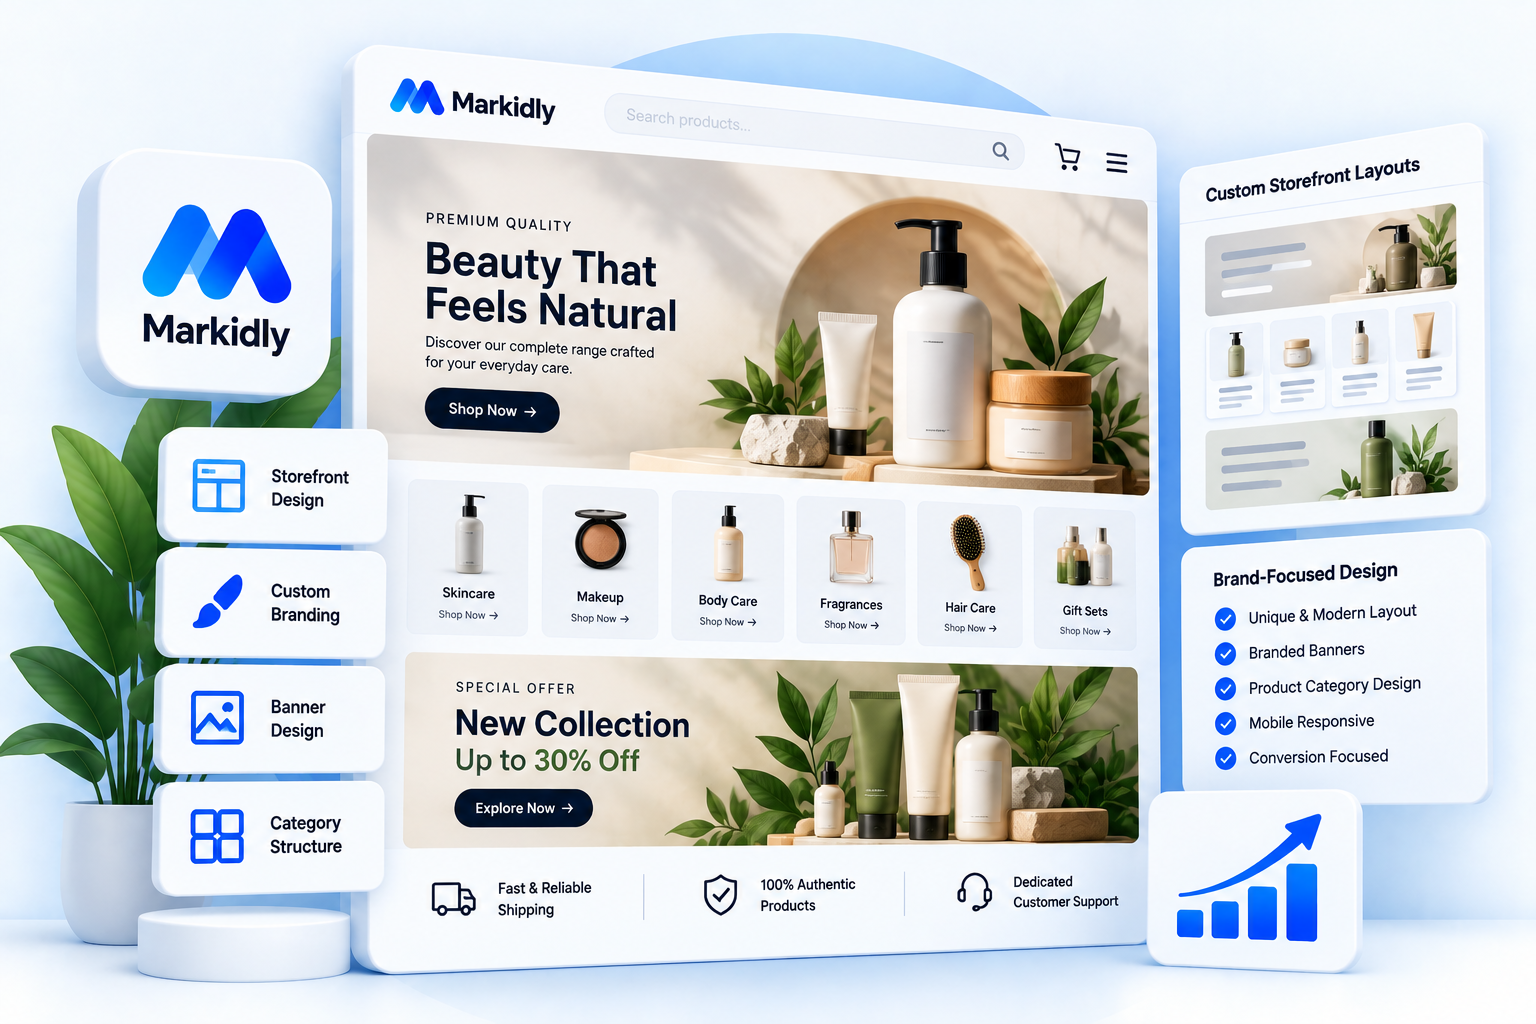 Markidly
Search products...
PREMIUM QUALITY
Beauty That
Feels Natural
Discover our complete range crafted
for your everyday care.
Shop Now →
Skincare
Shop Now →
Makeup
Shop Now →
Body Care
Shop Now →
Fragrances
Shop Now →
Hair Care
Shop Now →
Gift Sets
Shop Now →
SPECIAL OFFER
New Collection
Up to 30% Off
Explore Now →
Fast & Reliable
Shipping
100% Authentic
Products
Dedicated
Customer Support
Markidly
Storefront
Design
Custom
Branding
Banner
Design
Category
Structure
Custom Storefront Layouts
Brand-Focused Design
Unique & Modern Layout
Branded Banners
Product Category Design
Mobile Responsive
Conversion Focused